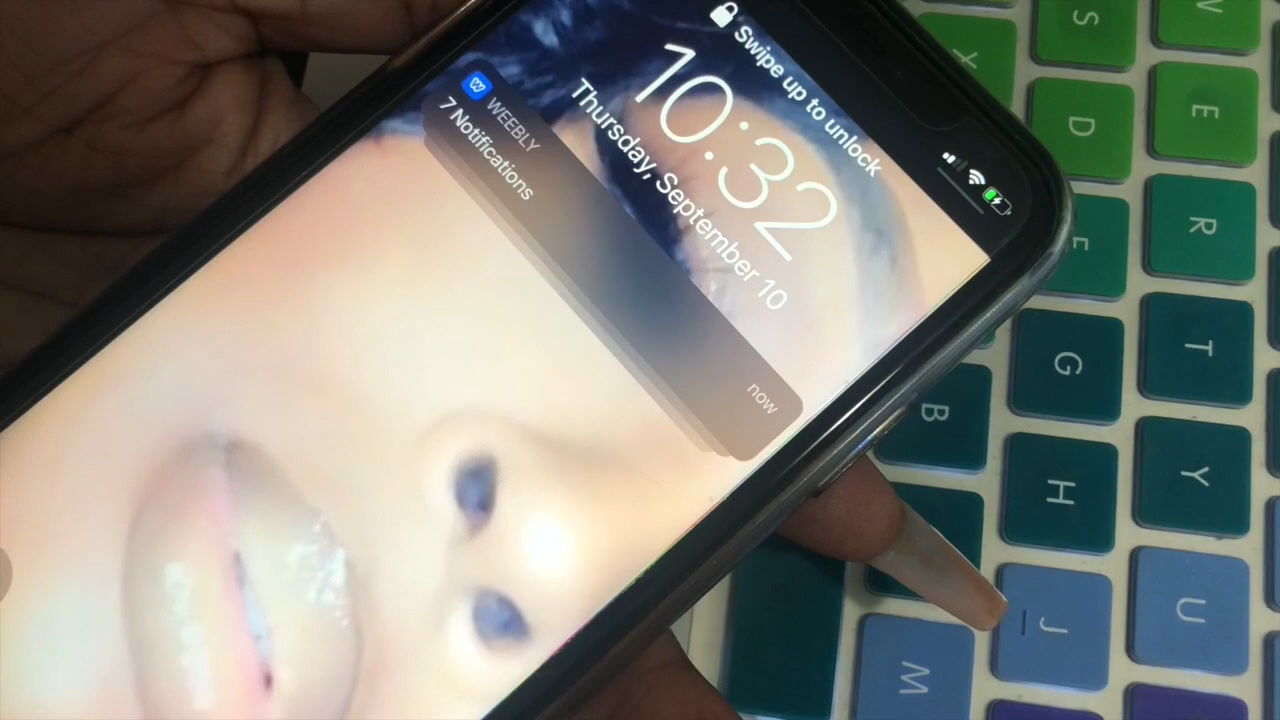 Swipe up to unlock
10:32
Thursday, September 10
W WEEBLY
now
7 Notifications
X
S
V
D
E
F
R
G
T
B
H
Y
J
U
M